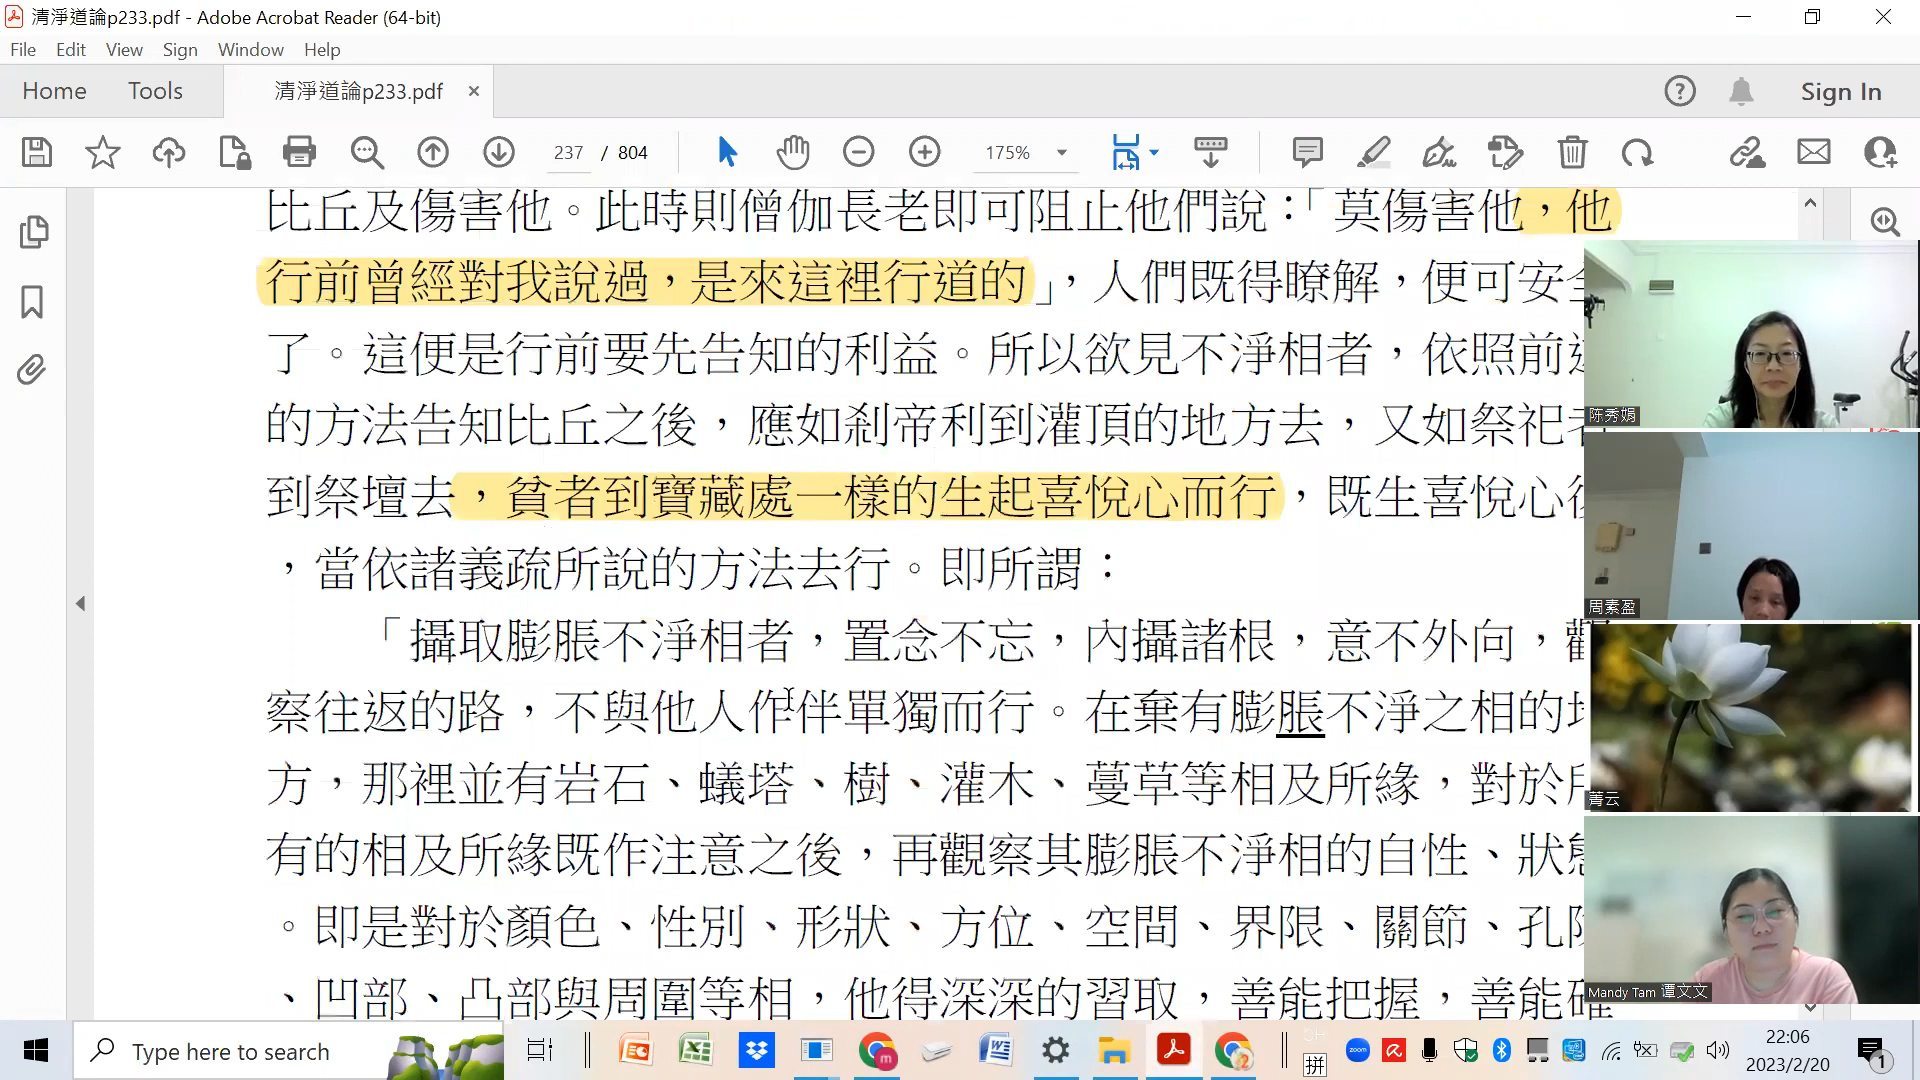 清淨道論p233.pdf - Adobe Acrobat Reader (64-bit)
File Edit View Sign Window Help
Home Tools 清淨道論p233.pdf × Sign In
237 / 804 175%
比丘及傷害他。此時則僧伽長老即可阻止他們說：「莫傷害他，他
行前曾經對我說過，是來這裡行道的」，人們既得瞭解，便可安全
了。這便是行前要先告知的利益。所以欲見不淨相者，依照前
的方法告知比丘之後，應如剎帝利到灌頂的地方去，又如祭祀者
到祭壇去，貧者到寶藏處一樣的生起喜悅心而行，既生喜悅心
，當依諸義疏所說的方法去行。即所謂：
「攝取膨脹不淨相者，置念不忘，內攝諸根，意不外向，觀
察往返的路，不與他人作伴單獨而行。在棄有膨脹不淨之相的地
方，那裡並有岩石、蟻塔、樹、灌木、蔓草等相及所緣，對於所
有的相及所緣既作注意之後，再觀察其膨脹不淨相的自性、狀態
。即是對於顏色、性別、形狀、方位、空間、界限、關節、孔隙
、凹部、凸部與周圍等相，他得深深的習取，善能把握，善能確
陈秀娟
周素盈
菁云
Mandy Tam 谭文文
Type here to search
zoom
拼
22:06
2023/2/20
1